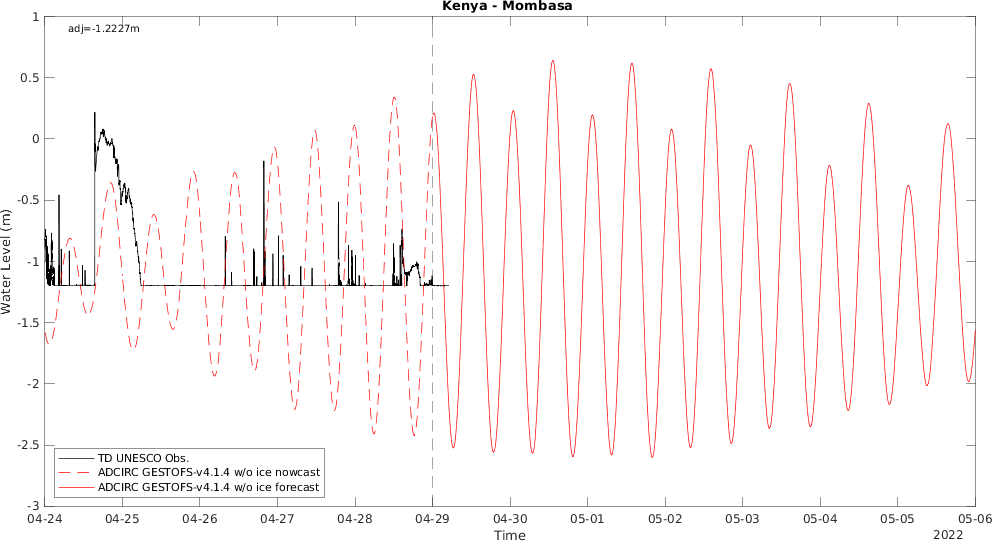 Kenya - Mombasa
adj=-1.2227m
Water Level (m)
1
0.5
0
-0.5
-1
-1.5
-2
-2.5
-3
TD UNESCO Obs.
ADCIRC GESTOFS-v4.1.4 w/o ice nowcast
ADCIRC GESTOFS-v4.1.4 w/o ice forecast
04-24 04-25 04-26 04-27 04-28 04-29 04-30 05-01 05-02 05-03 05-04 05-05 05-06
Time
2022